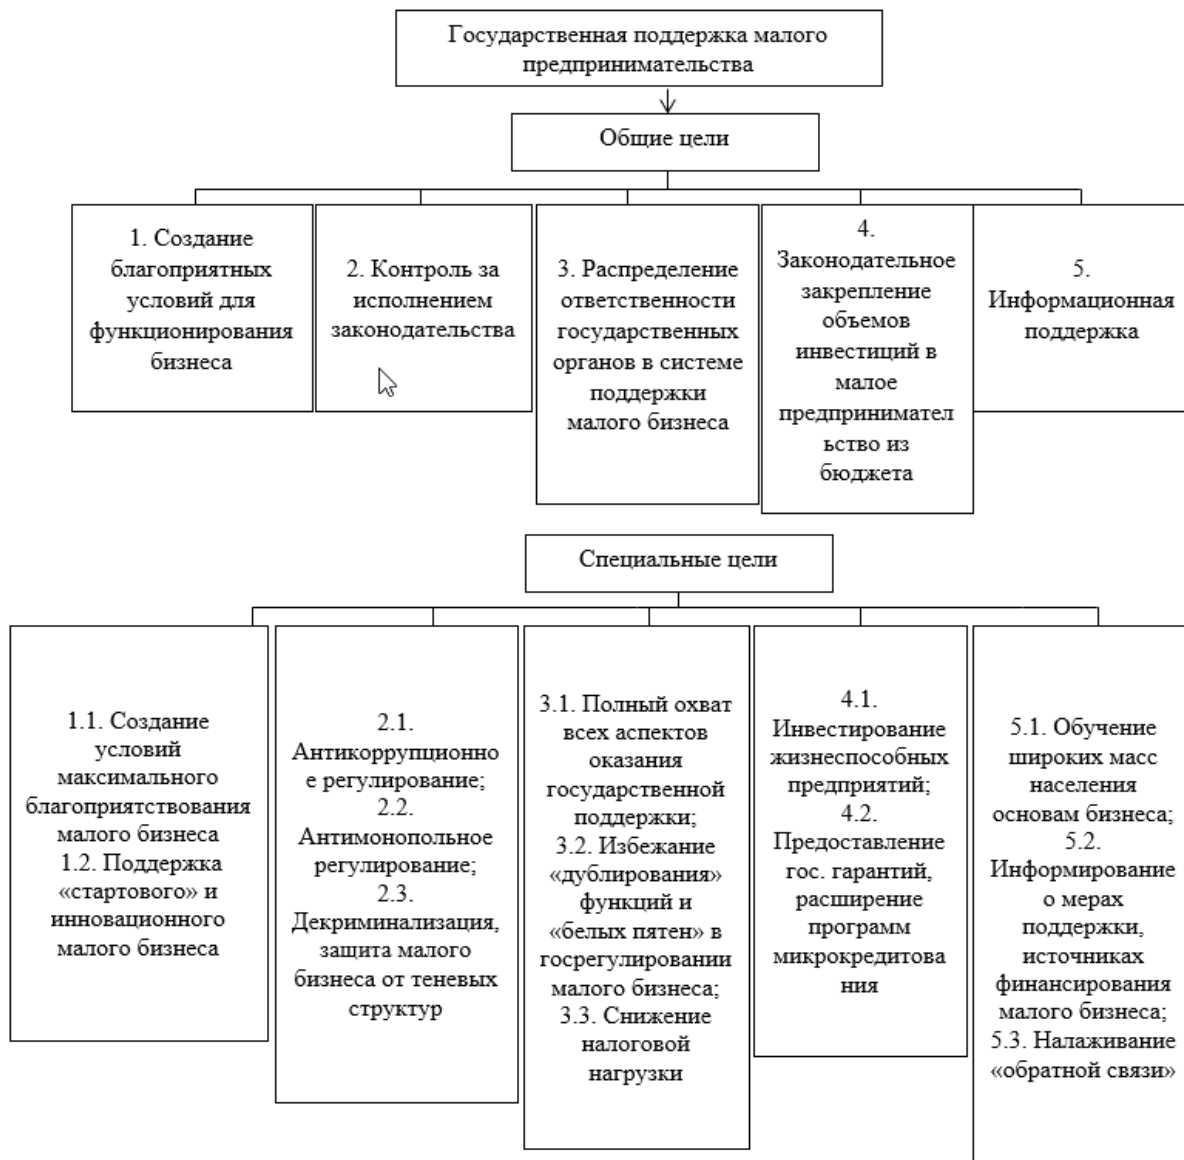 Государственная поддержка малого
предпринимательства
Общие цели
1. Создание
благоприятных
условий для
функционирования
бизнеса
2. Контроль за
исполнением
законодательства
3. Распределение
ответственности
государственных
органов в системе
поддержки
малого бизнеса
4.
Законодательное
закрепление
объемов
инвестиций в
малое
предпринимател
ьство из
бюджета
5.
Информационная
поддержка
Специальные цели
1.1. Создание
условий
максимального
благоприятствования
малого бизнеса
1.2. Поддержка
«стартового» и
инновационного
малого бизнеса
2.1.
Антикоррупционно
е регулирование;
2.2.
Антимонопольное
регулирование;
2.3.
Декриминализация,
защита малого
бизнеса от теневых
структур
3.1. Полный охват
всех аспектов
оказания
государственной
поддержки;
3.2. Избежание
«дублирования»
функций и
«белых пятен» в
госрегулировании
малого бизнеса;
3.3. Снижение
налоговой
нагрузки
4.1.
Инвестирование
жизнеспособных
предприятий;
4.2.
Предоставление
гос. гарантий,
расширение
программ
микрокредитова
ния
5.1. Обучение
широких масс
населения
основам бизнеса;
5.2.
Информирование
о мерах
поддержки,
источниках
финансирования
малого бизнеса;
5.3. Налаживание
«обратной связи»